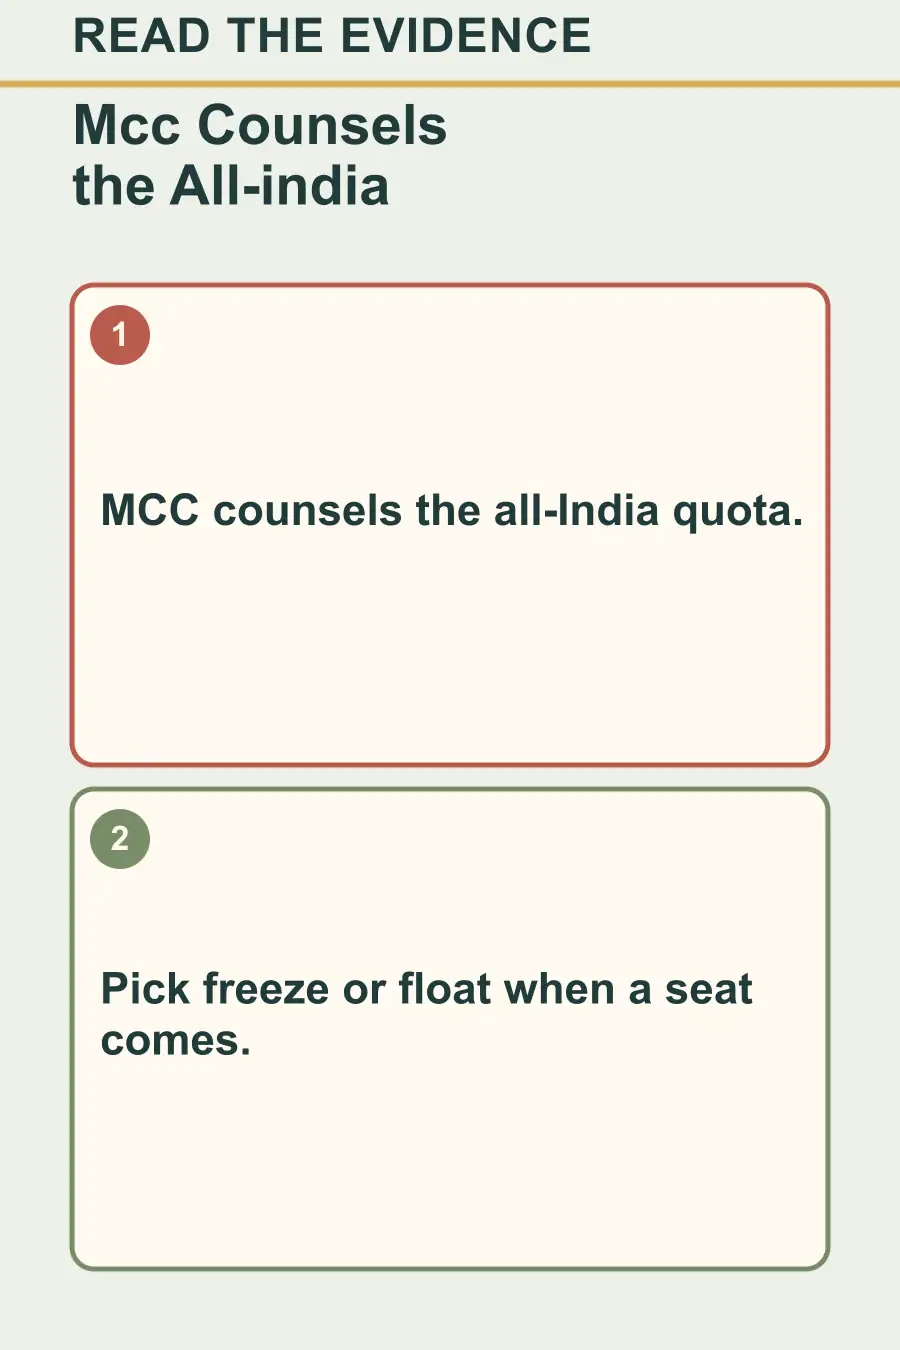 READ THE EVIDENCE
Mcc Counsels
the All-india
1
MCC counsels the all-India quota.
2
Pick freeze or float when a seat
comes.